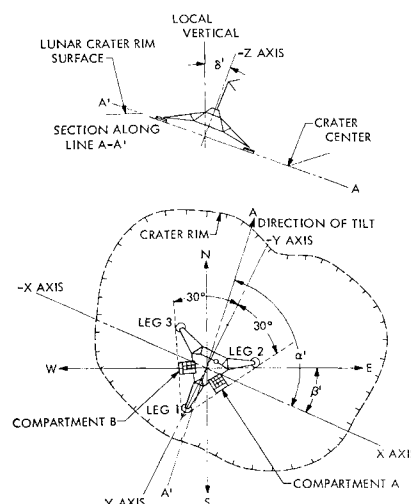 LOCAL
VERTICAL
LUNAR CRATER RIM
SURFACE
δ'
-Z AXIS
A'
SECTION ALONG
LINE A-A'
CRATER
CENTER
A
A
DIRECTION OF TILT
-Y AXIS
CRATER RIM
N
-X AXIS
30°
30°
LEG 3
α'
LEG 2
W
E
β'
COMPARTMENT B
LEG 1
X AXI
COMPARTMENT A
A'
Y AXIS
S